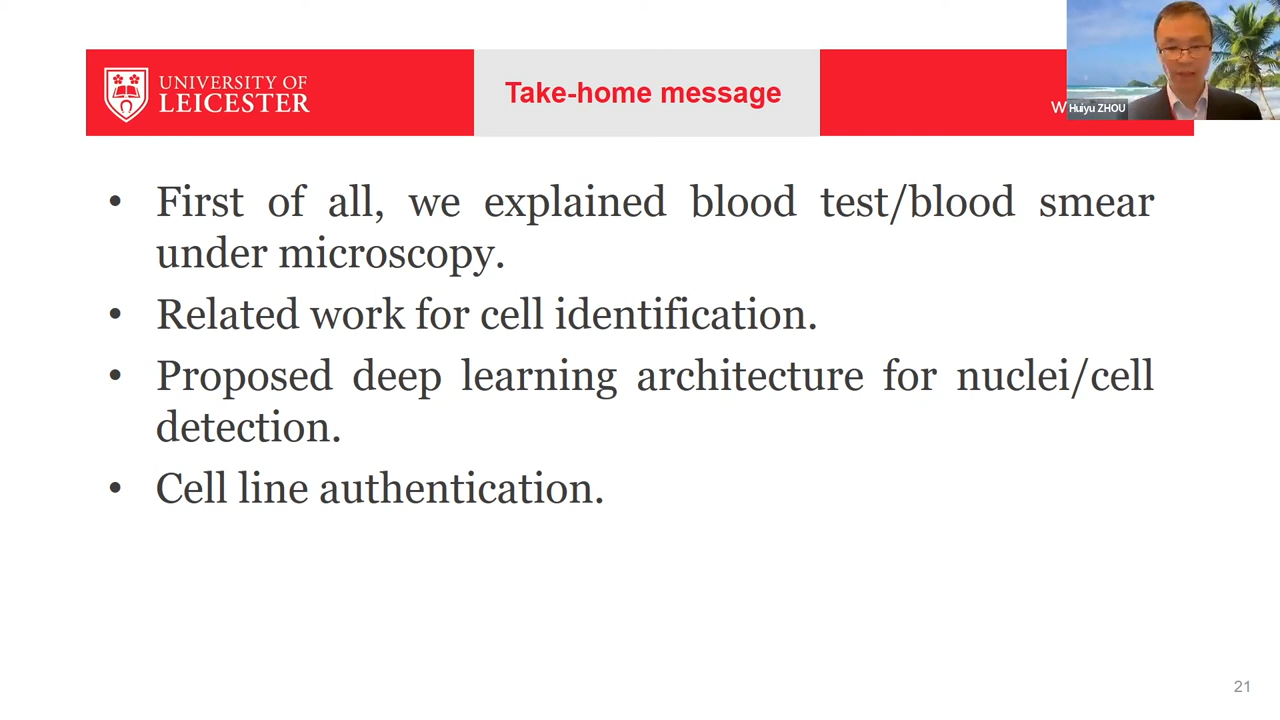 UNIVERSITY OF
LEICESTER
Take-home message
W
Huiyu ZHOU
• First of all, we explained blood test/blood smear
under microscopy.
• Related work for cell identification.
• Proposed deep learning architecture for nuclei/cell
detection.
• Cell line authentication.
21